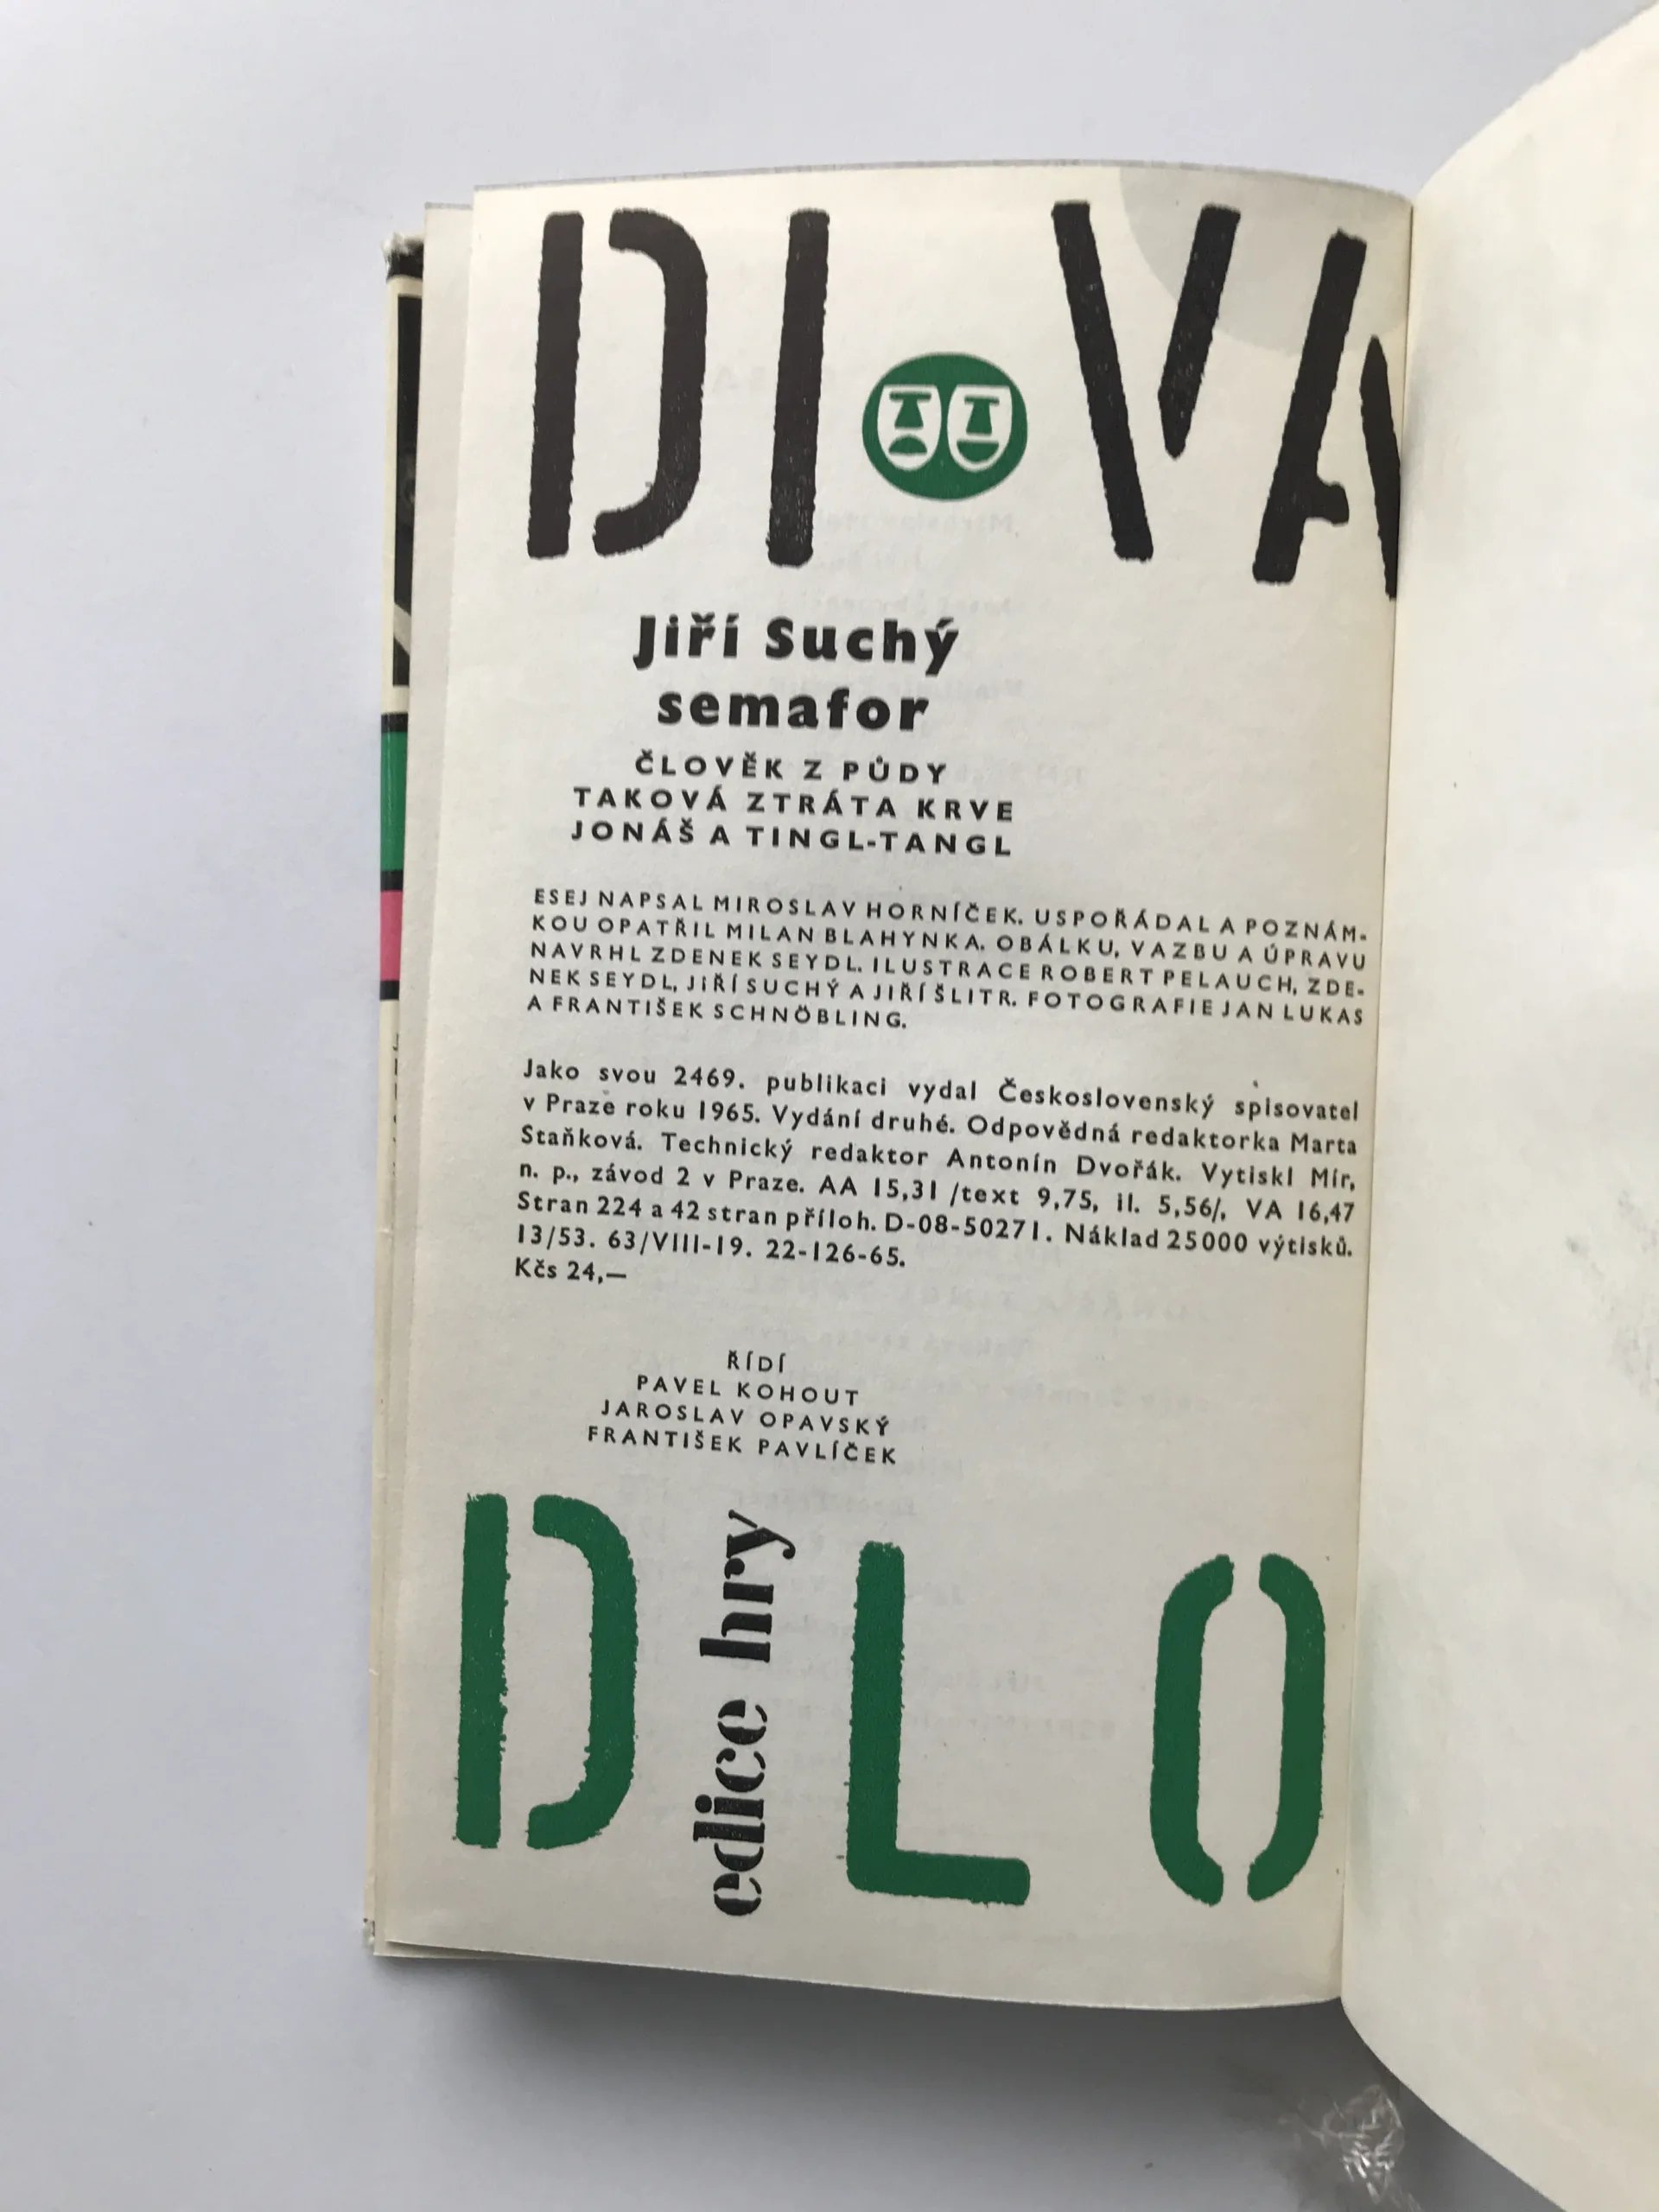 DIVA
Jiří Suchý
semafor
ČLOVĚK Z PŮDY
TAKOVÁ ZTRÁTA KRVE
JONÁŠ A TINGL-TANGL
ESEJ NAPSAL MIROSLAV HORNÍČEK. USPOŘÁDAL A POZNÁM-
KOU OPATŘIL MILAN BLAHYNKA. OBÁLKU, VAZBU A ÚPRAVU
NAVRHL ZDENEK SEYDL. ILUSTRACE ROBERT PELAUCH, ZDE-
NEK SEYDL, JIŘÍ SUCHÝ A JIŘÍ ŠLITR. FOTOGRAFIE JAN LUKAS
A FRANTIŠEK SCHNÖBLING.
Jako svou 2469. publikaci vydal Československý spisovatel
v Praze roku 1965. Vydání druhé. Odpovědná redaktorka Marta
Staňková. Technický redaktor Antonín Dvořák. Vytiskl Mír,
n. p., závod 2 v Praze. AA 15,31 /text 9,75, il. 5,56/, VA 16,47
Stran 224 a 42 stran příloh. D-08-50271. Náklad 25000 výtisků.
13/53. 63/VIII-19. 22-126-65.
Kčs 24,—
ŘÍDÍ
PAVEL KOHOUT
JAROSLAV OPAVSKÝ
FRANTIŠEK PAVLÍČEK
DLO
edice hry